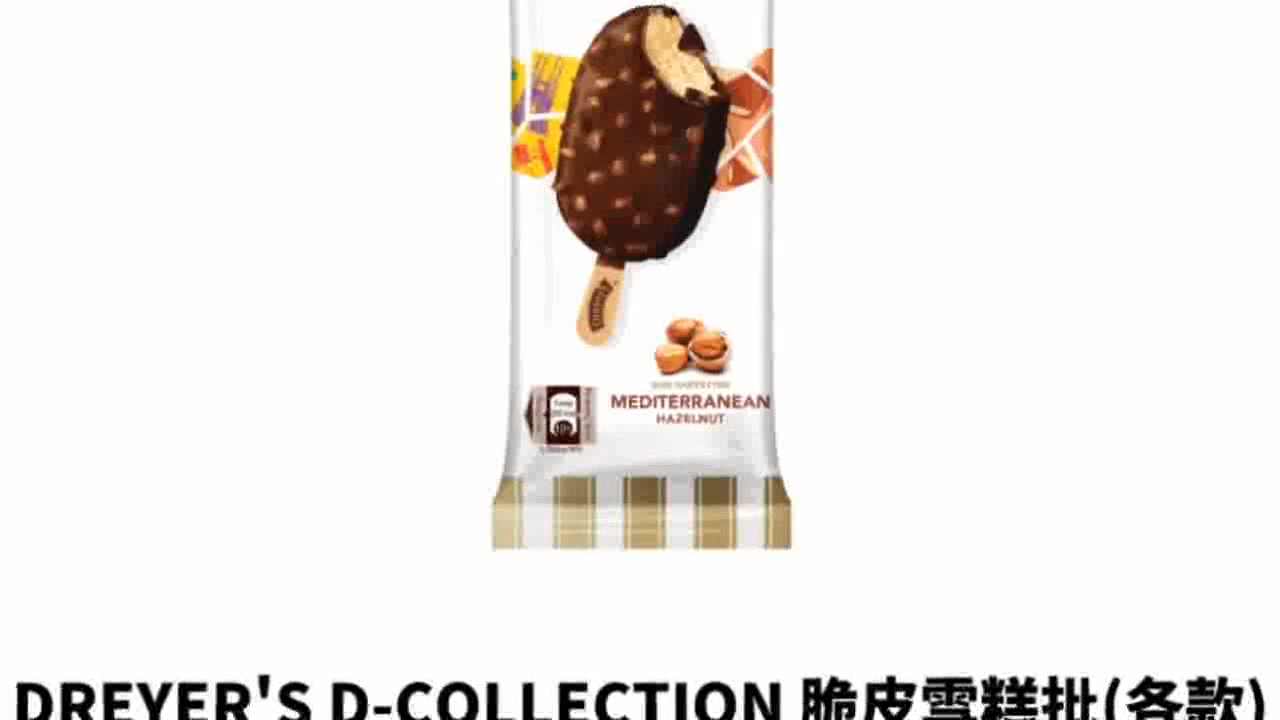 MEDITERRANEAN
HAZELNUT
DREYER'S D-COLLECTION 脆皮雪糕批(各款)